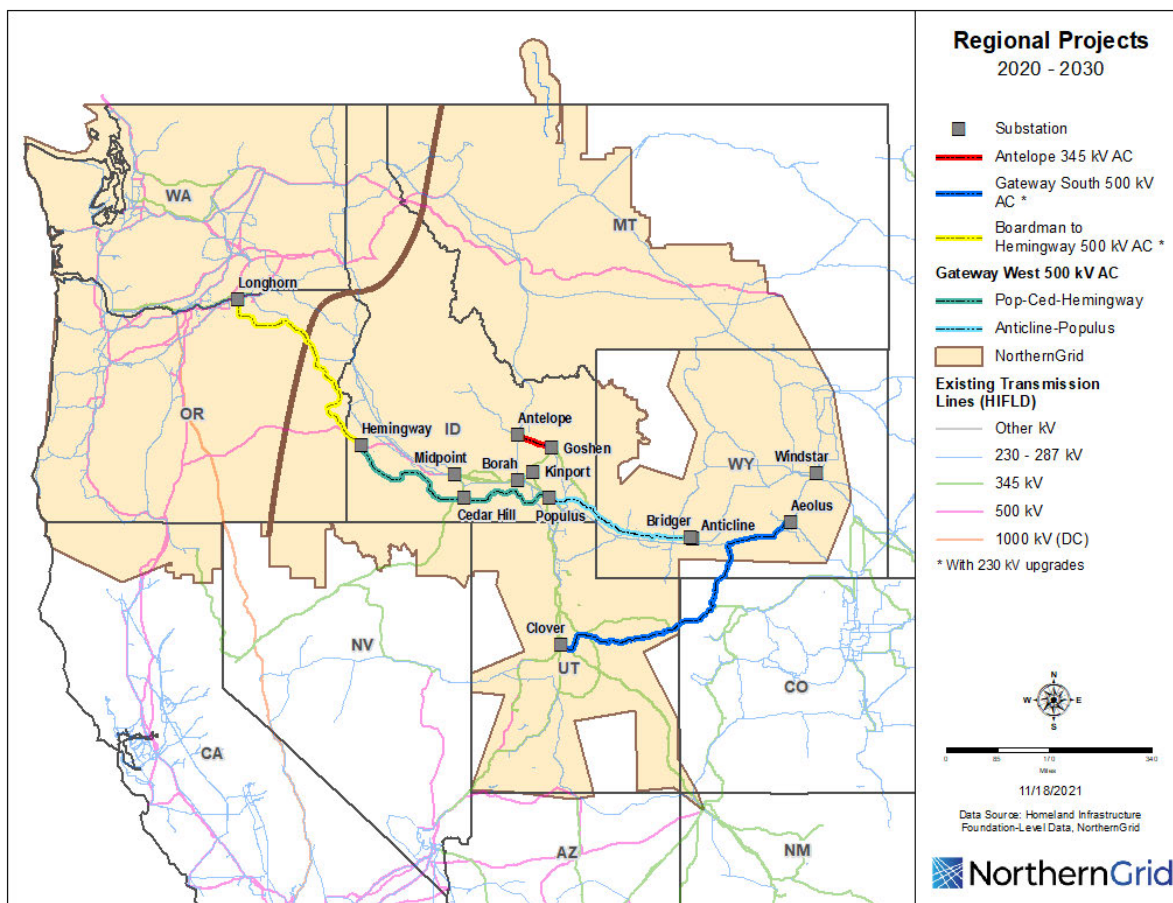 Regional Projects
2020 - 2030
Substation
Antelope 345 kV AC
Gateway South 500 kV
AC *
Boardman to
Hemingway 500 kV AC *
Gateway West 500 kV AC
Pop-Ced-Hemingway
Anticline-Populus
NorthernGrid
Existing Transmission
Lines (HIFLD)
Other kV
230 - 287 kV
345 kV
500 kV
1000 kV (DC)
* With 230 kV upgrades
N
W E
S
0 85 170 340
Miles
11/18/2021
Data Source: Homeland Infrastructure
Foundation-Level Data, NorthernGrid
NorthernGrid
WA
MT
Longhorn
OR
ID
Antelope
Hemingway
Goshen
Midpoint
Borah
Kinport
WY
Windstar
Cedar Hill
Populus
Bridger
Anticline
Aeolus
Clover
NV
UT
CO
CA
AZ
NM